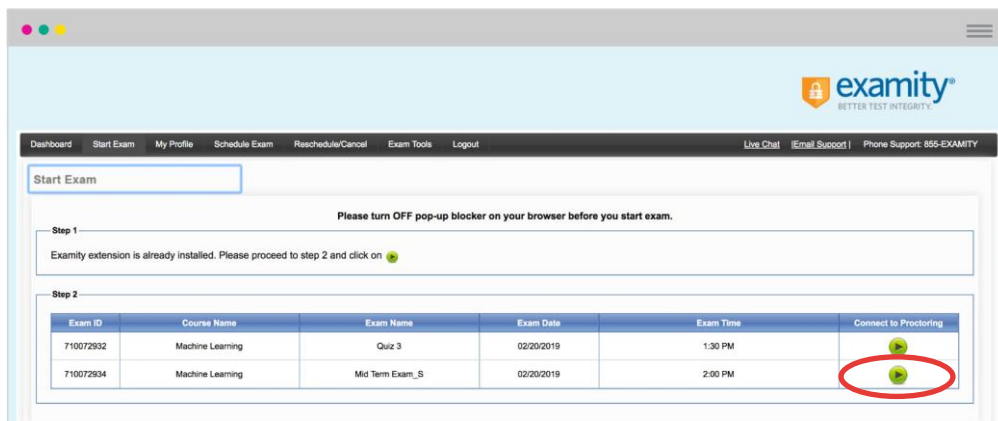 examity®
BETTER TEST INTEGRITY.
Dashboard Start Exam My Profile Schedule Exam Reschedule/Cancel Exam Tools Logout Live Chat |Email Support| Phone Support: 855-EXAMITY
Start Exam
Please turn OFF pop-up blocker on your browser before you start exam.
Step 1
Examity extension is already installed. Please proceed to step 2 and click on
Step 2
Exam ID Course Name Exam Name Exam Date Exam Time Connect to Proctoring
710072932 Machine Learning Quiz 3 02/20/2019 1:30 PM
710072934 Machine Learning Mid Term Exam_S 02/20/2019 2:00 PM